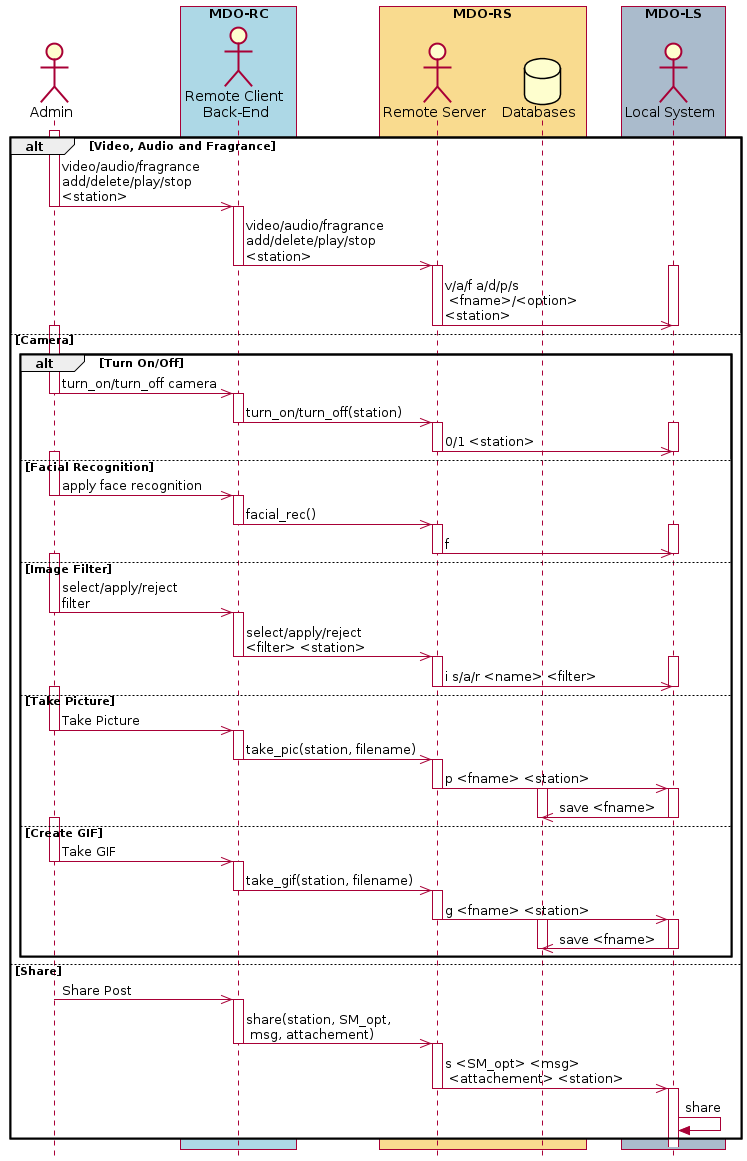 MDO-RC
MDO-RS
MDO-LS
Admin
Remote Client
Back-End
Remote Server
Databases
Local System
alt
[Video, Audio and Fragrance]
video/audio/fragrance
add/delete/play/stop
<station>
video/audio/fragrance
add/delete/play/stop
<station>
v/a/f a/d/p/s
<fname>/<option>
<station>
[Camera]
alt
[Turn On/Off]
turn_on/turn_off camera
turn_on/turn_off(station)
0/1 <station>
[Facial Recognition]
apply face recognition
facial_rec()
f
[Image Filter]
select/apply/reject
filter
select/apply/reject
<filter> <station>
i s/a/r <name> <filter>
[Take Picture]
Take Picture
take_pic(station, filename)
p <fname> <station>
save <fname>
[Create GIF]
Take GIF
take_gif(station, filename)
g <fname> <station>
save <fname>
[Share]
Share Post
share(station, SM_opt,
msg, attachement)
s <SM_opt> <msg>
<attachement> <station>
share